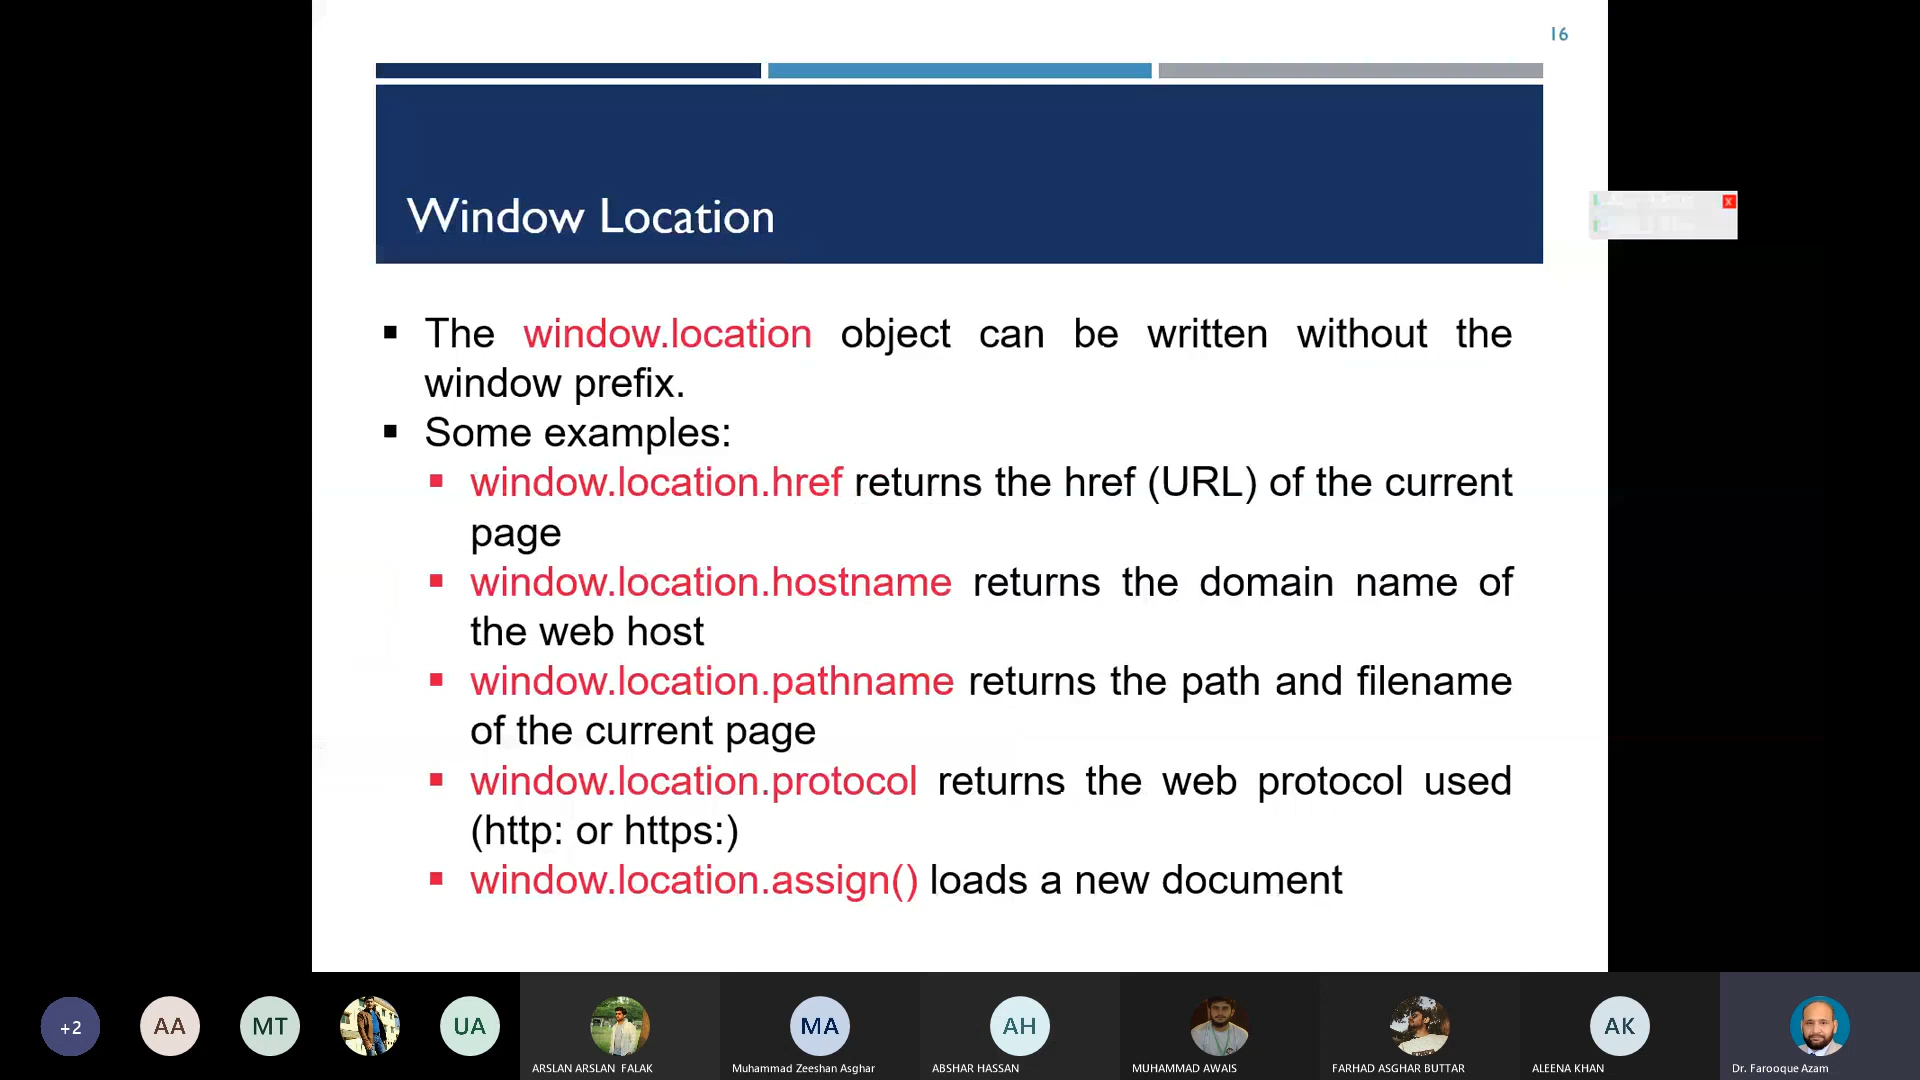 16
Window Location
The window.location object can be written without the
window prefix.
Some examples:
window.location.href returns the href (URL) of the current
page
window.location.hostname returns the domain name of
the web host
window.location.pathname returns the path and filename
of the current page
window.location.protocol returns the web protocol used
(http: or https:)
window.location.assign() loads a new document
X
+2
AA
MT
UA
MA
AH
AK
ARSLAN ARSLAN FALAK
Muhammad Zeeshan Asghar
ABSHAR HASSAN
MUHAMMAD AWAIS
FARHAD ASGHAR BUTTAR
ALEENA KHAN
Dr. Farooque Azam